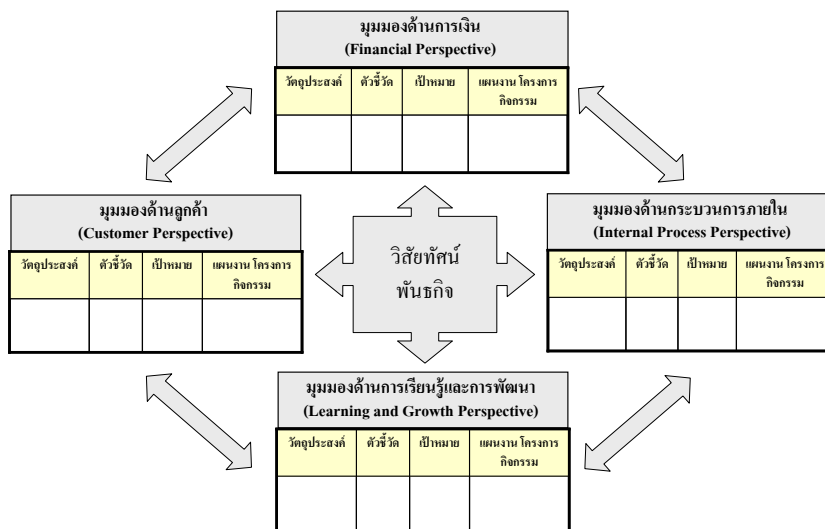 มุมมองด้านการเงิน
(Financial Perspective)
วัตถุประสงค์ ตัวชี้วัด เป้าหมาย แผนงาน โครงการ
กิจกรรม
มุมมองด้านลูกค้า
(Customer Perspective)
วัตถุประสงค์ ตัวชี้วัด เป้าหมาย แผนงาน โครงการ
กิจกรรม
วิสัยทัศน์
พันธกิจ
มุมมองด้านกระบวนการภายใน
(Internal Process Perspective)
วัตถุประสงค์ ตัวชี้วัด เป้าหมาย แผนงาน โครงการ
กิจกรรม
มุมมองด้านการเรียนรู้และการพัฒนา
(Learning and Growth Perspective)
วัตถุประสงค์ ตัวชี้วัด เป้าหมาย แผนงาน โครงการ
กิจกรรม